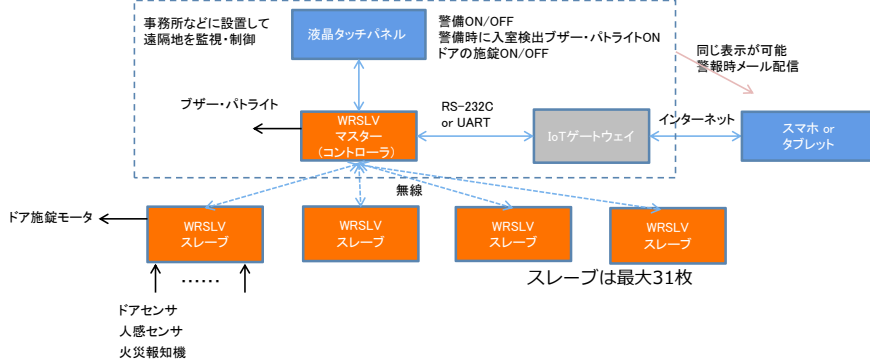 事務所などに設置して
遠隔地を監視・制御
液晶タッチパネル
警備ON/OFF
警備時に入室検出ブザー・パトライトON
ドアの施錠ON/OFF
同じ表示が可能
警報時メール配信
ブザー・パトライト
WRSLV
マスター
(コントローラ)
RS-232C
or UART
IoTゲートウェイ
インターネット
スマホ or
タブレット
無線
ドア施錠モータ
WRSLV
スレーブ
WRSLV
スレーブ
WRSLV
スレーブ
WRSLV
スレーブ
スレーブは最大31枚
……
ドアセンサ
人感センサ
火災報知機